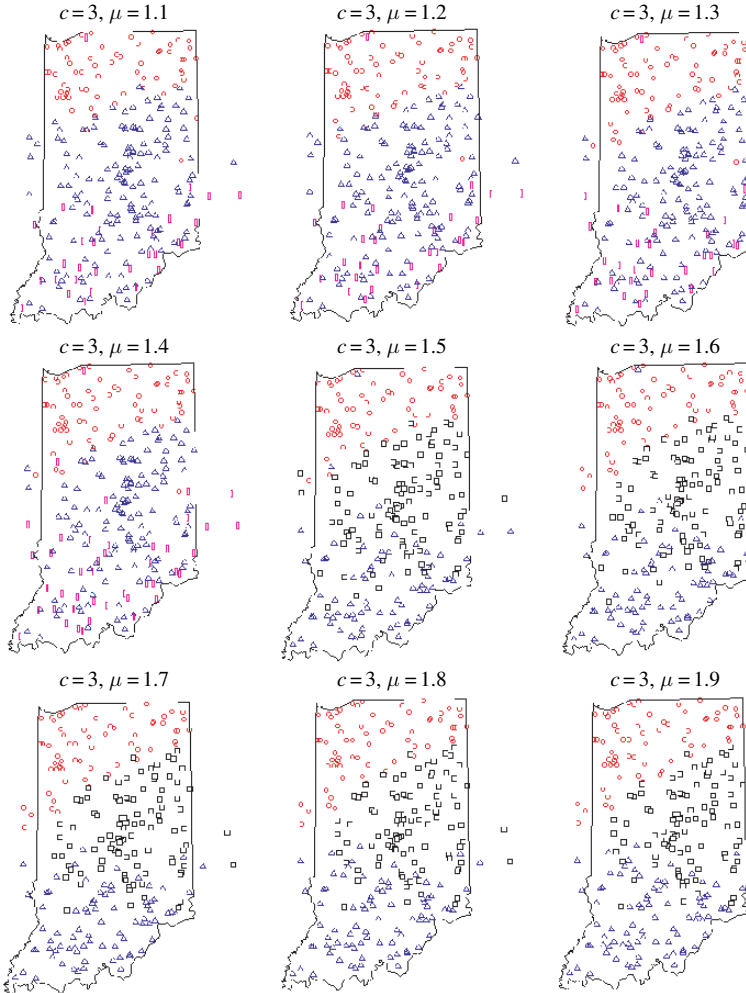 c = 3, μ = 1.1
c = 3, μ = 1.2
c = 3, μ = 1.3
c = 3, μ = 1.4
c = 3, μ = 1.5
c = 3, μ = 1.6
c = 3, μ = 1.7
c = 3, μ = 1.8
c = 3, μ = 1.9